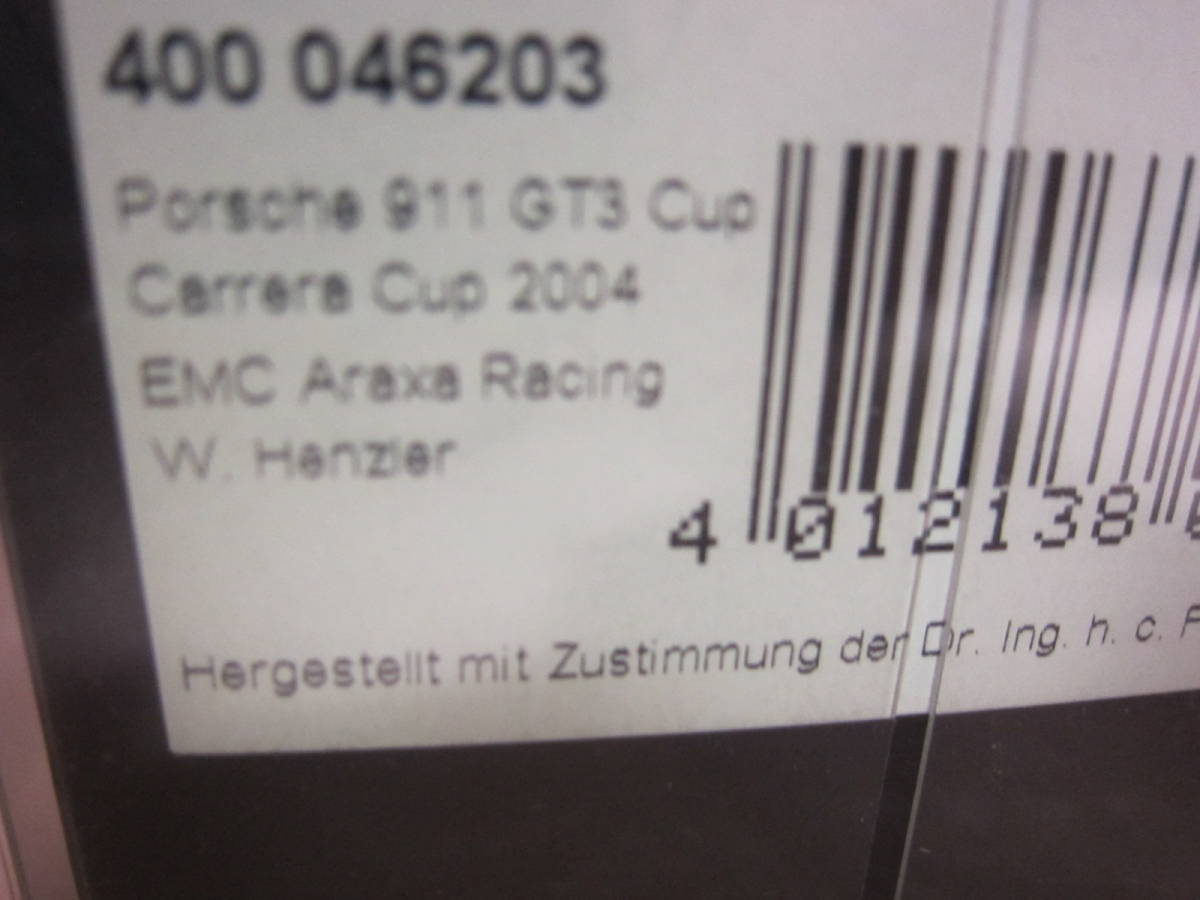 400 046203
Porsche 911 GT3 Cup
Carrera Cup 2004
EMC Araxa Racing
W. Henzler
4 012138
Hergestellt mit Zustimmung der Dr. Ing. h. c. F